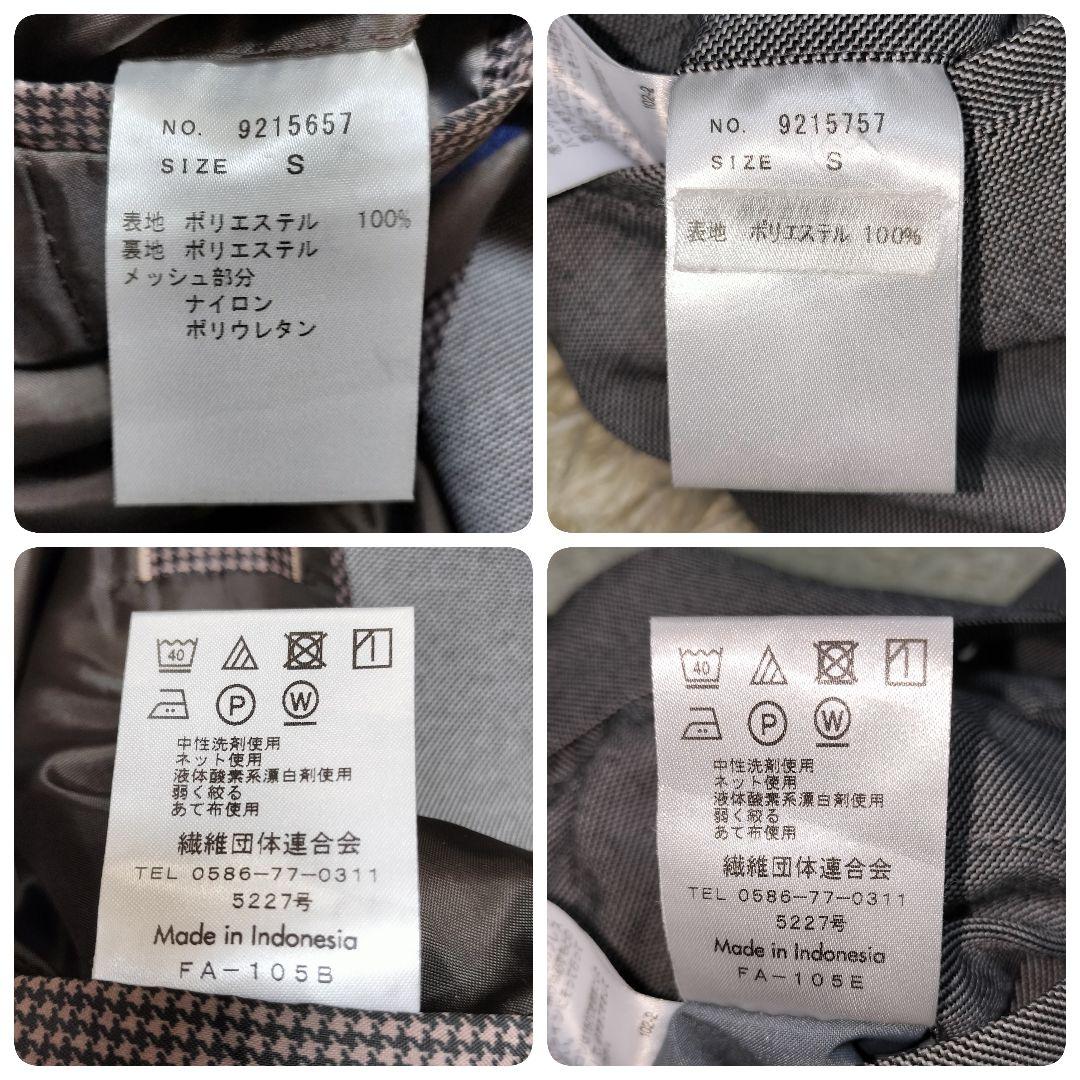 NO. 9215657
SIZE S
表地 ポリエステル 100%
裏地 ポリエステル
メッシュ部分
ナイロン
ポリウレタン
102-2
NO. 9215757
SIZE S
表地 ポリエステル 100%
40
P W
中性洗剤使用
ネット使用
液体酸素系漂白剤使用
弱く絞る
あて布使用
繊維団体連合会
TEL 0586-77-0311
5227号
Made in Indonesia
FA-105B
40
P W
中性洗剤使用
ネット使用
液体酸素系漂白剤使用
弱く絞る
あて布使用
繊維団体連合会
TEL 0586-77-0311
5227号
Made in Indonesia
FA-105E
102-2